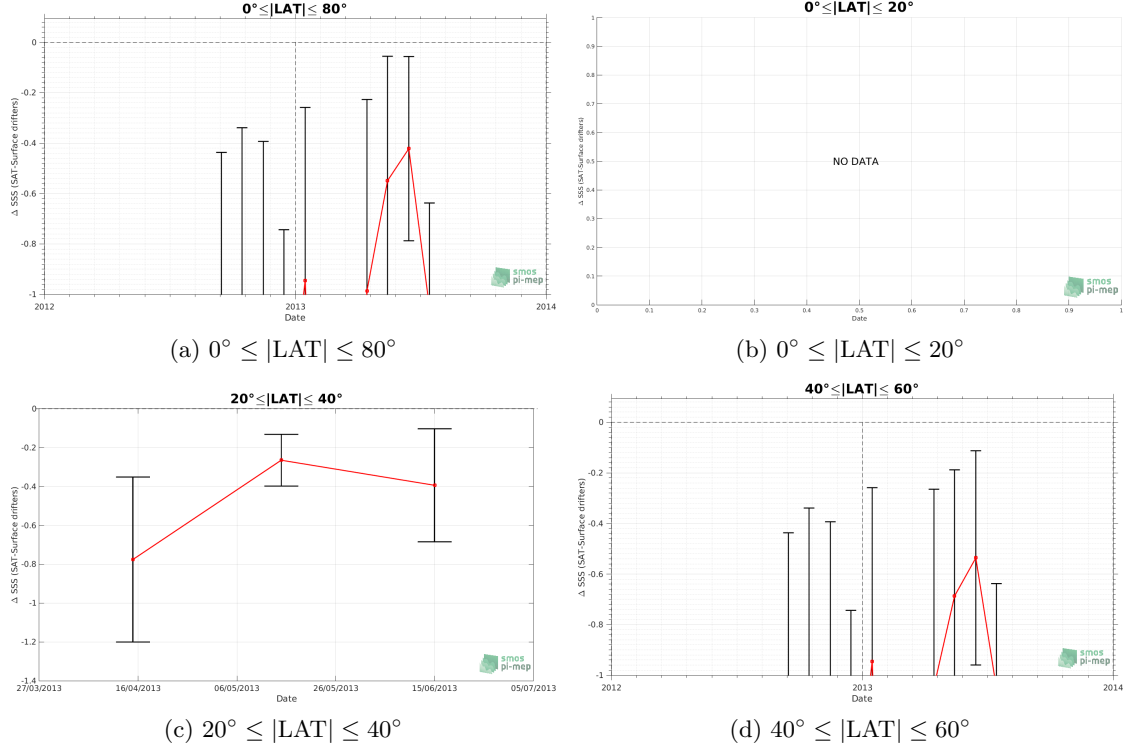 0°≤|LAT|≤ 80°
Δ SSS (SAT-Surface drifters)
0
-0.2
-0.4
-0.6
-0.8
-1
2012
2013
2014
Date
smos
pi-mep
(a) 0° ≤ |LAT| ≤ 80°
0°≤|LAT|≤ 20°
Δ SSS (SAT-Surface drifters)
1
0.9
0.8
0.7
0.6
0.5
0.4
0.3
0.2
0.1
0
NO DATA
0
0.1
0.2
0.3
0.4
0.5
0.6
0.7
0.8
0.9
1
Date
smos
pi-mep
(b) 0° ≤ |LAT| ≤ 20°
20°≤|LAT|≤ 40°
Δ SSS (SAT-Surface drifters)
0
-0.2
-0.4
-0.6
-0.8
-1
-1.2
-1.4
27/03/2013
16/04/2013
06/05/2013
26/05/2013
15/06/2013
05/07/2013
Date
smos
pi-mep
(c) 20° ≤ |LAT| ≤ 40°
40°≤|LAT|≤ 60°
Δ SSS (SAT-Surface drifters)
0
-0.2
-0.4
-0.6
-0.8
-1
2012
2013
2014
Date
smos
pi-mep
(d) 40° ≤ |LAT| ≤ 60°